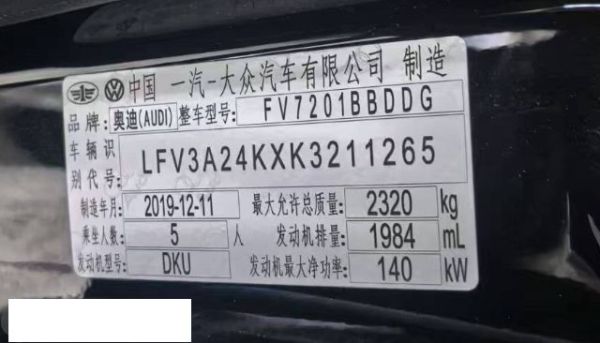 中国 一汽-大众汽车有限公司 制造
品牌: 奥迪(AUDI) 整车型号: FV7201BBDDG
车辆识别代号: LFV3A24KXK3211265
制造年月: 2019-12-11 最大允许总质量: 2320 kg
乘坐人数: 5 人 发动机排量: 1984 mL
发动机型号: DKU 发动机最大净功率: 140 kW